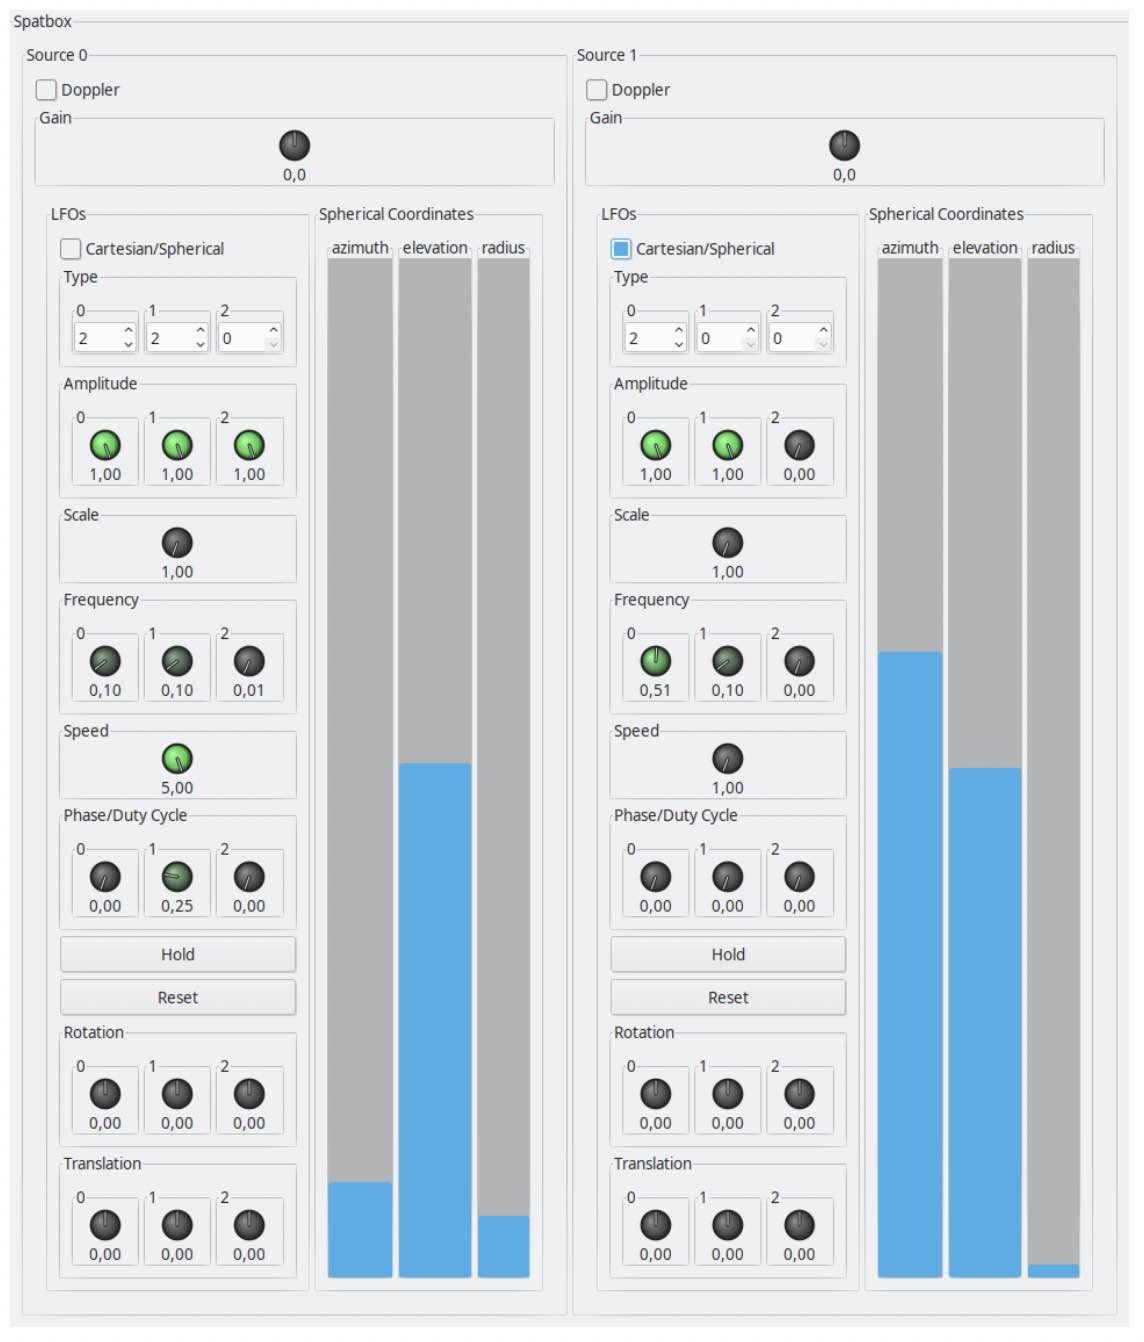 Spatbox
Source 0
Doppler
Gain
0,0
LFOs
Cartesian/Spherical
Type
0 1 2
2 2 0
Amplitude
0 1 2
1,00 1,00 1,00
Scale
1,00
Frequency
0 1 2
0,10 0,10 0,01
Speed
5,00
Phase/Duty Cycle
0 1 2
0,00 0,25 0,00
Hold
Reset
Rotation
0 1 2
0,00 0,00 0,00
Translation
0 1 2
0,00 0,00 0,00
Spherical Coordinates
azimuth elevation radius
Source 1
Doppler
Gain
0,0
LFOs
Cartesian/Spherical
Type
0 1 2
2 0 0
Amplitude
0 1 2
1,00 1,00 0,00
Scale
1,00
Frequency
0 1 2
0,51 0,10 0,00
Speed
1,00
Phase/Duty Cycle
0 1 2
0,00 0,00 0,00
Hold
Reset
Rotation
0 1 2
0,00 0,00 0,00
Translation
0 1 2
0,00 0,00 0,00
Spherical Coordinates
azimuth elevation radius